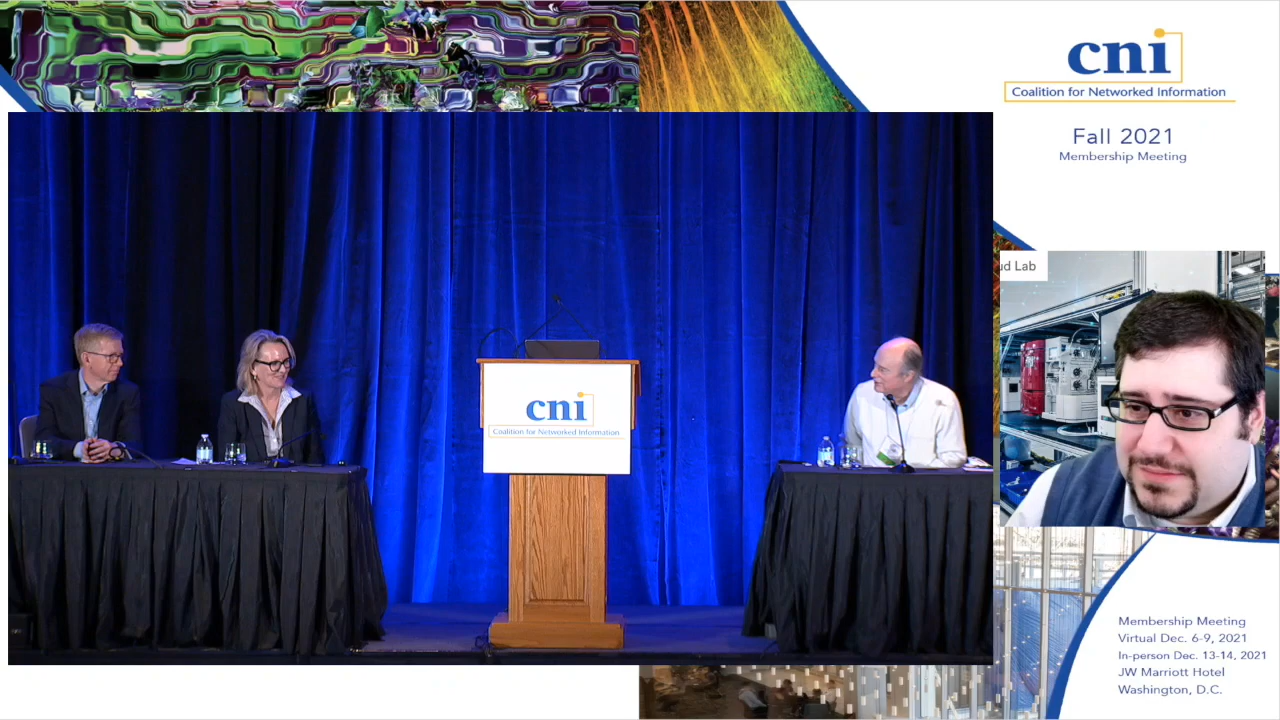 cni
Coalition for Networked Information
Fall 2021
Membership Meeting
ud Lab
cni
Coalition for Networked Information
Membership Meeting
Virtual Dec. 6-9, 2021
In-person Dec. 13-14, 2021
JW Marriott Hotel
Washington, D.C.